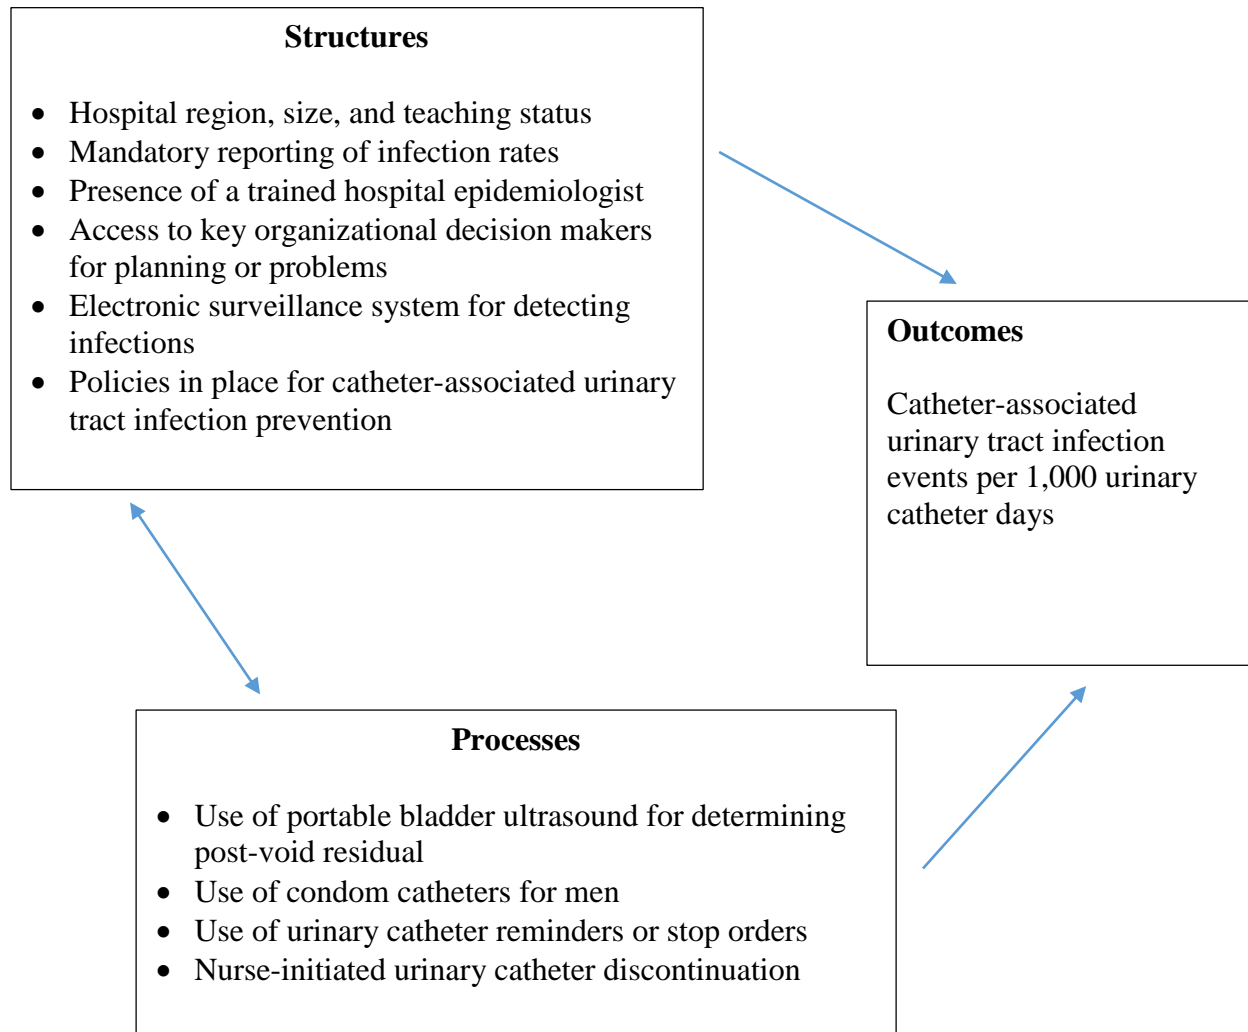 Structures
• Hospital region, size, and teaching status
• Mandatory reporting of infection rates
• Presence of a trained hospital epidemiologist
• Access to key organizational decision makers
for planning or problems
• Electronic surveillance system for detecting
infections
• Policies in place for catheter-associated urinary
tract infection prevention
Outcomes
Catheter-associated
urinary tract infection
events per 1,000 urinary
catheter days
Processes
• Use of portable bladder ultrasound for determining
post-void residual
• Use of condom catheters for men
• Use of urinary catheter reminders or stop orders
• Nurse-initiated urinary catheter discontinuation